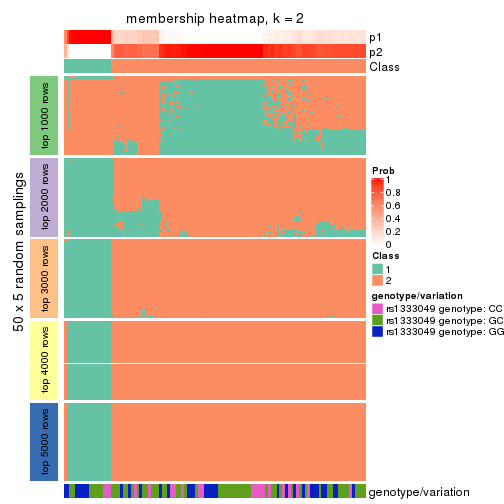 membership heatmap, k = 2
p1
p2
Class
50 x 5 random samplings
top 1000 rows
top 2000 rows
top 3000 rows
top 4000 rows
top 5000 rows
Prob
1
0.8
0.6
0.4
0.2
0
Class
1
2
genotype/variation
rs1333049 genotype: CC
rs1333049 genotype: GC
rs1333049 genotype: GG
genotype/variation